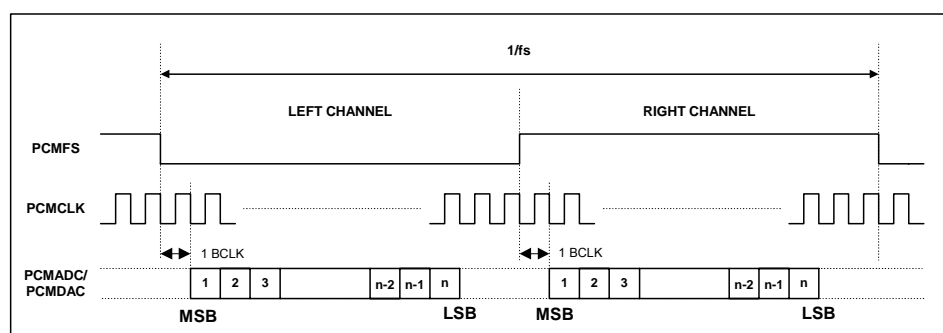 1/fs
LEFT CHANNEL RIGHT CHANNEL
PCMFS
PCMCLK
1 BCLK 1 BCLK
PCMADC/
PCMDAC
1 2 3 n-2 n-1 n 1 2 3 n-2 n-1 n
MSB LSB MSB LSB